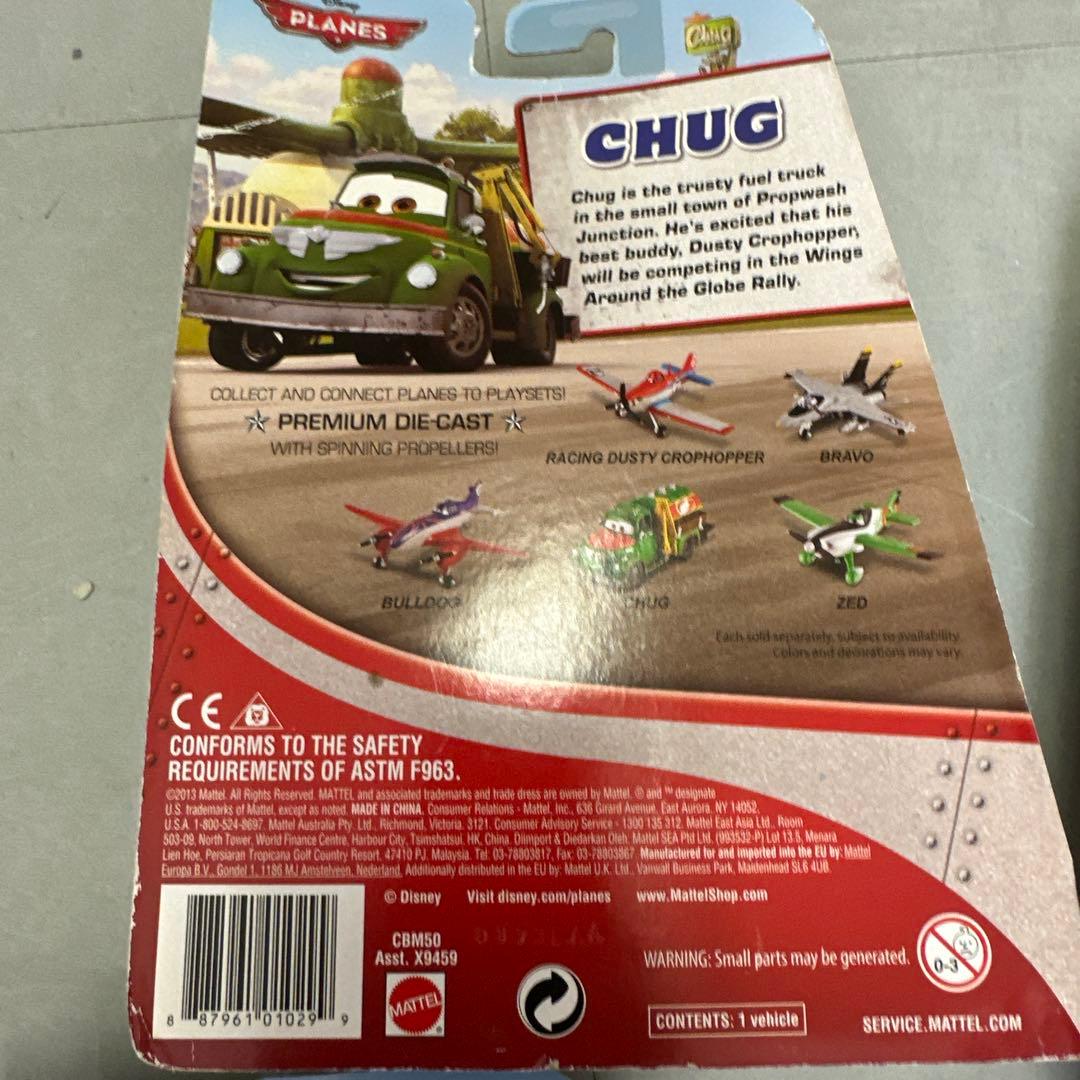 Disney
PLANES
Chug
CHUG
Chug is the trusty fuel truck
in the small town of Propwash
Junction. He's excited that his
best buddy, Dusty Crophopper,
will be competing in the Wings
Around the Globe Rally.
COLLECT AND CONNECT PLANES TO PLAYSETS!
PREMIUM DIE-CAST
WITH SPINNING PROPELLERS!
RACING DUSTY CROPHOPPER
BRAVO
BULLDOG
CHUG
ZED
Each sold separately, subject to availability.
Colors and decorations may vary.
CE
CONFORMS TO THE SAFETY
REQUIREMENTS OF ASTM F963.
©2013 Mattel. All Rights Reserved. MATTEL and associated trademarks and trade dress are owned by Mattel. ® and ™ designate
U.S. trademarks of Mattel, except as noted. MADE IN CHINA. Consumer Relations - Mattel, Inc., 636 Girard Avenue, East Aurora, NY 14052,
U.S.A. 1-800-524-8697. Mattel Australia Pty. Ltd., Richmond, Victoria. 3121. Consumer Advisory Service - 1300 135 312. Mattel East Asia Ltd., Room
503-09, North Tower, World Finance Centre, Harbour City, Tsimshatsui, HK, China. Diimport & Diedarkan Oleh: Mattel SEA Ptd Ltd. (993532-P) Lot 13.5, Menara
Lien Hoe, Persiaran Tropicana Golf Country Resort, 47410 PJ. Malaysia. Tel: 03-78803817, Fax: 03-78803867. Manufactured for and imported into the EU by: Mattel
Europa B.V., Gondel 1, 1186 MJ Amstelveen, Nederland. Additionally distributed in the EU by: Mattel U.K. Ltd., Vanwall Business Park, Maidenhead SL6 4UB.
© Disney Visit disney.com/planes www.MattelShop.com
CBM50
Asst. X9459
MATTEL
8 87961 01029 9
WARNING: Small parts may be generated.
0-3
CONTENTS: 1 vehicle
SERVICE.MATTEL.COM